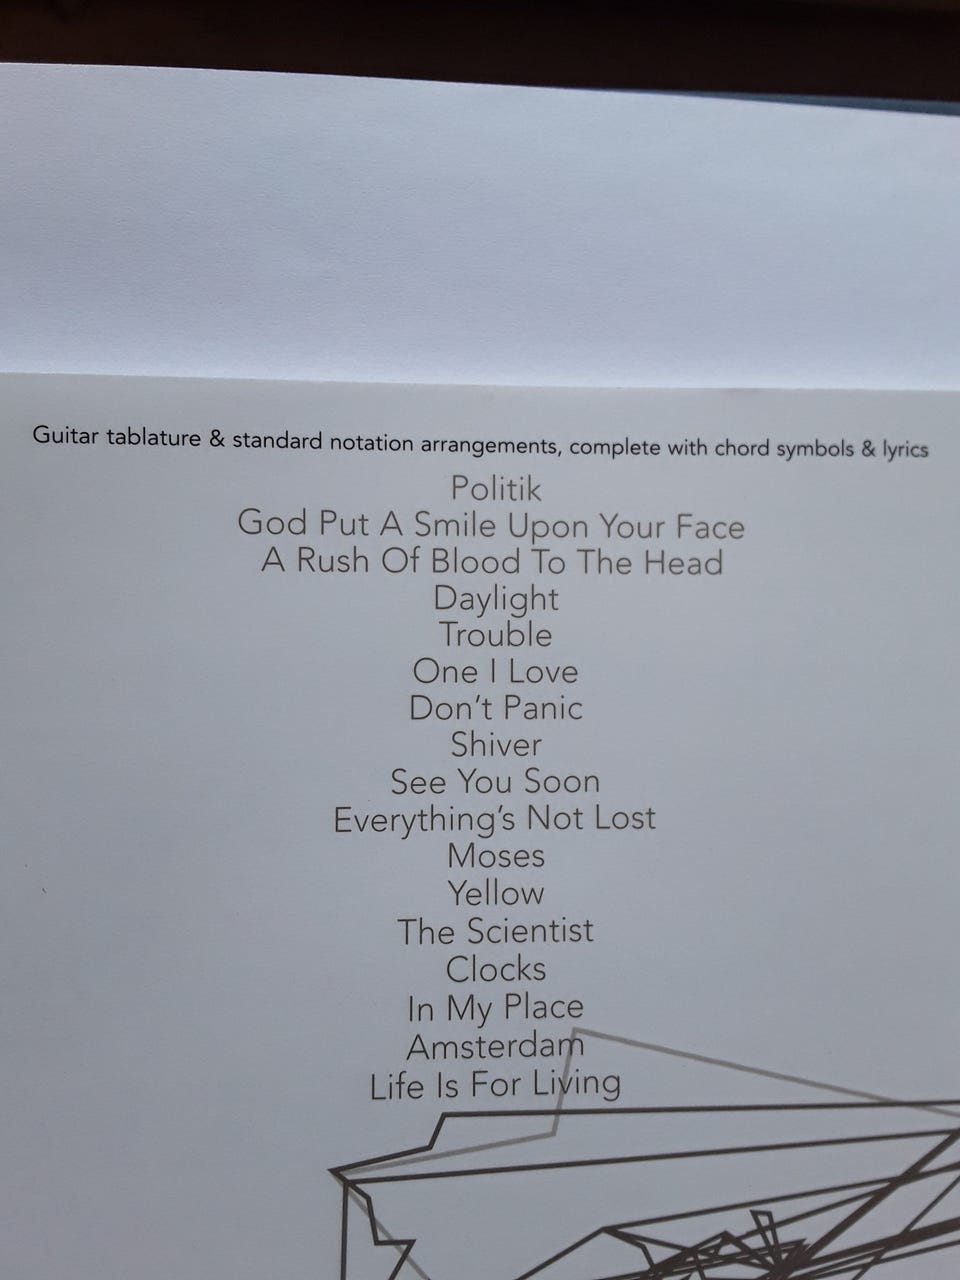 Guitar tablature & standard notation arrangements, complete with chord symbols & lyrics
Politik
God Put A Smile Upon Your Face
A Rush Of Blood To The Head
Daylight
Trouble
One I Love
Don't Panic
Shiver
See You Soon
Everything's Not Lost
Moses
Yellow
The Scientist
Clocks
In My Place
Amsterdam
Life Is For Living